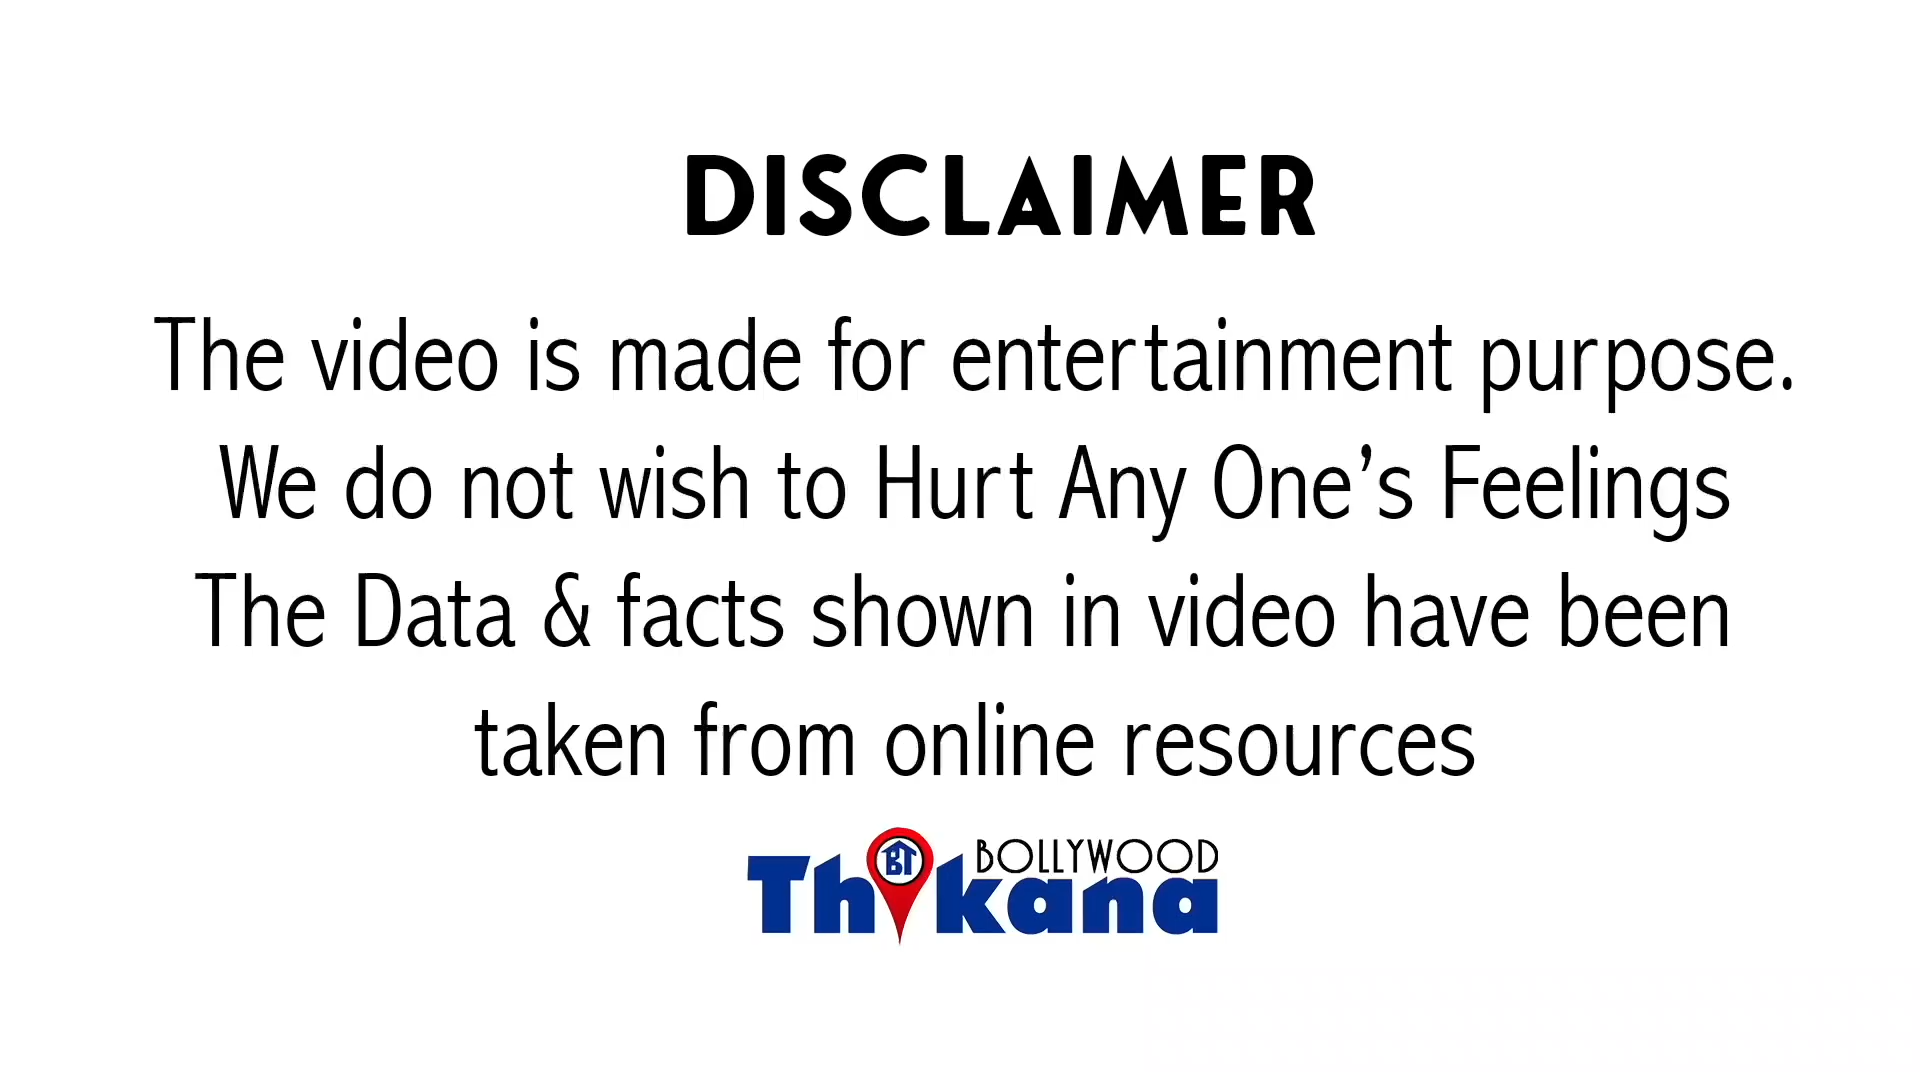 DISCLAIMER
The video is made for entertainment purpose.
We do not wish to Hurt Any One’s Feelings
The Data & facts shown in video have been
taken from online resources
BT
BOLLYWOOD
Thikana